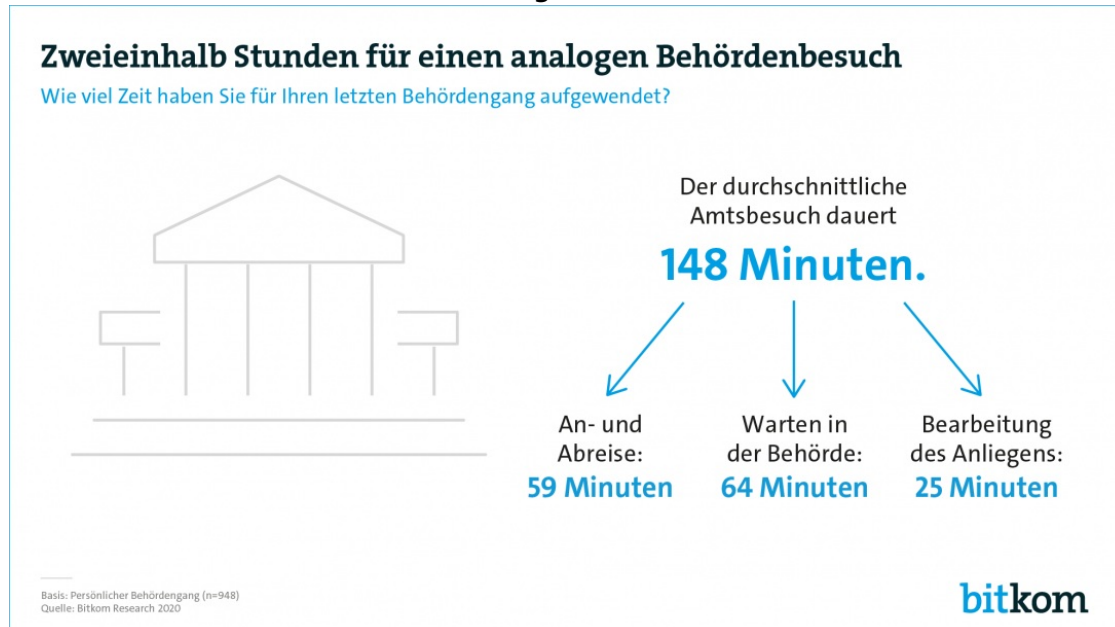 Zweieinhalb Stunden für einen analogen Behördenbesuch
Wie viel Zeit haben Sie für Ihren letzten Behördengang aufgewendet?
Der durchschnittliche
Amtsbesuch dauert
148 Minuten.
An- und
Abreise:
59 Minuten
Warten in
der Behörde:
64 Minuten
Bearbeitung
des Anliegens:
25 Minuten
Basis: Persönlicher Behördengang (n=948)
Quelle: Bitkom Research 2020
bitkom